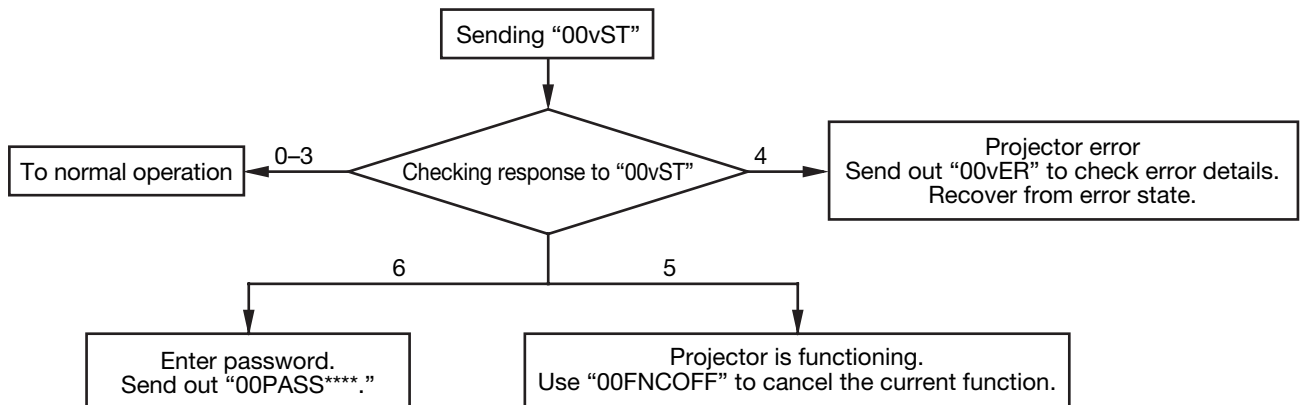 Sending “00vST”
To normal operation
0–3
Checking response to “00vST”
4
Projector error
Send out “00vER” to check error details.
Recover from error state.
6
5
Enter password.
Send out “00PASS****.”
Projector is functioning.
Use “00FNCOFF” to cancel the current function.